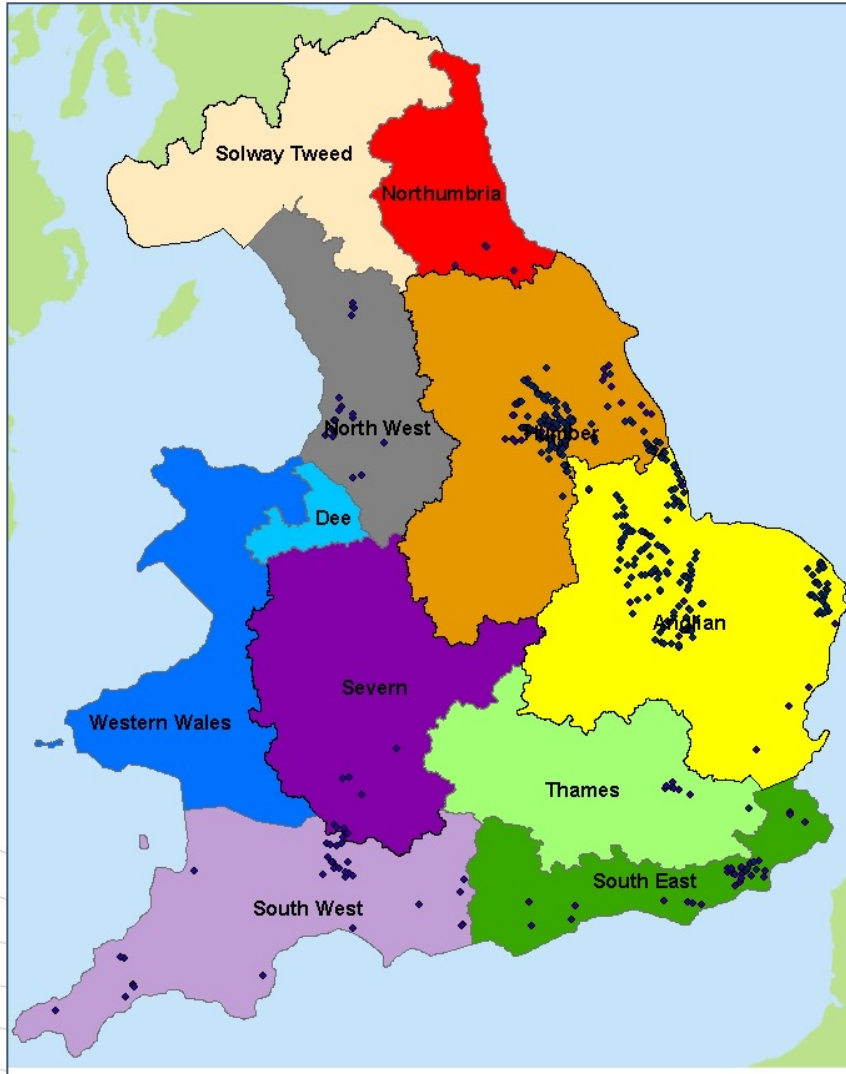 Solway Tweed
Northumbria
North West
Humber
Dee
Anglian
Severn
Western Wales
Thames
South East
South West